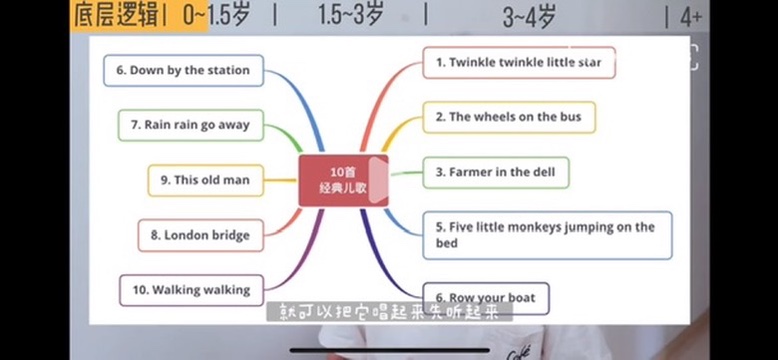 底层逻辑 | 0~1.5岁 | 1.5~3岁 | 3~4岁 | 4+
6. Down by the station
7. Rain rain go away
9. This old man
8. London bridge
10. Walking walking
10首
经典儿歌
1. Twinkle twinkle little star
2. The wheels on the bus
3. Farmer in the dell
5. Five little monkeys jumping on the
bed
6. Row your boat
就可以把它唱起来先听起来
Café